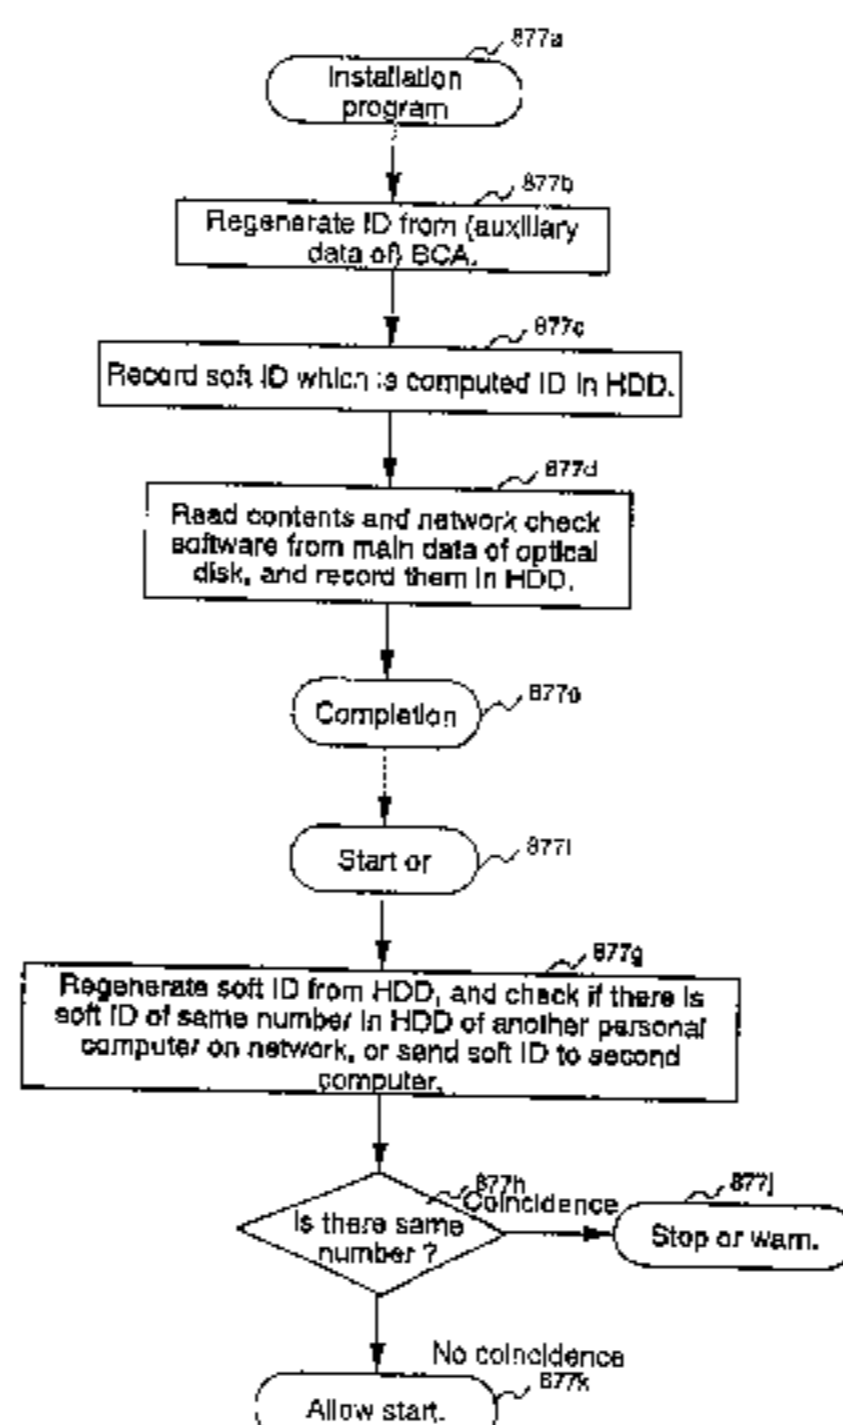 877a
Installation
program
877b
Regenerate ID from (auxiliary
data of) BCA.
877c
Record soft ID which is computed ID in HDD.
877d
Read contents and network check
software from main data of optical
disk, and record them in HDD.
877e
Completion
Start or
877g
Regenerate soft ID from HDD, and check if there is
soft ID of same number in HDD of another personal
computer on network, or send soft ID to second
computer.
877h
Coincidence
877j
Is there same
number ?
Stop or warn.
No coincidence
877k
Allow start.